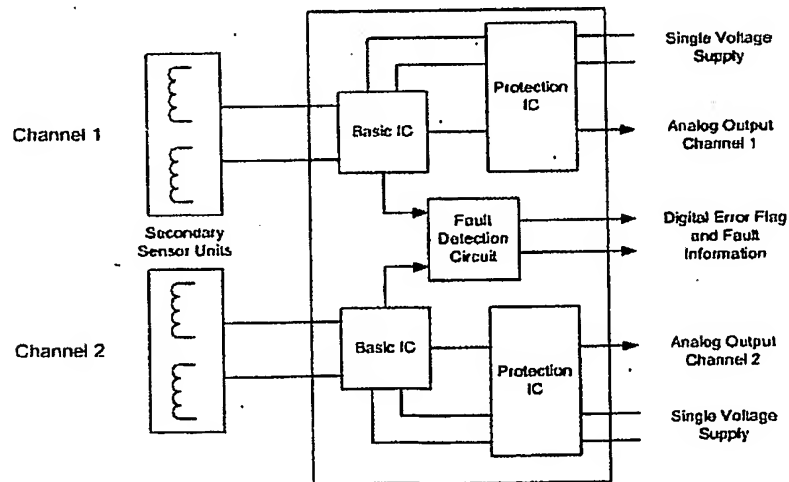 Single Voltage
Supply
Protection
IC
Channel 1
Basic IC
Analog Output
Channel 1
Secondary
Sensor Units
Fault
Detection
Circuit
Digital Error Flag
and Fault
Information
Channel 2
Basic IC
Protection
IC
Analog Output
Channel 2
Single Voltage
Supply